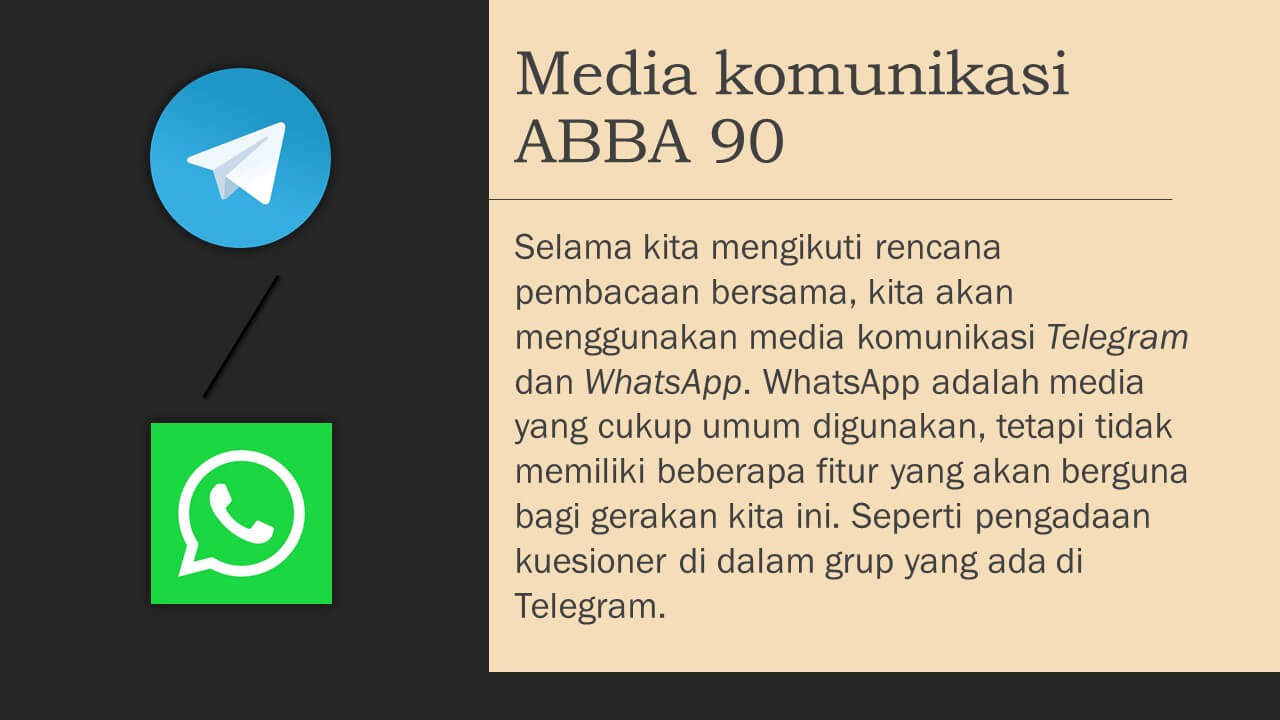 Media komunikasi
ABBA 90
Selama kita mengikuti rencana
pembacaan bersama, kita akan
menggunakan media komunikasi Telegram
dan WhatsApp. WhatsApp adalah media
yang cukup umum digunakan, tetapi tidak
memiliki beberapa fitur yang akan berguna
bagi gerakan kita ini. Seperti pengadaan
kuesioner di dalam grup yang ada di
Telegram.